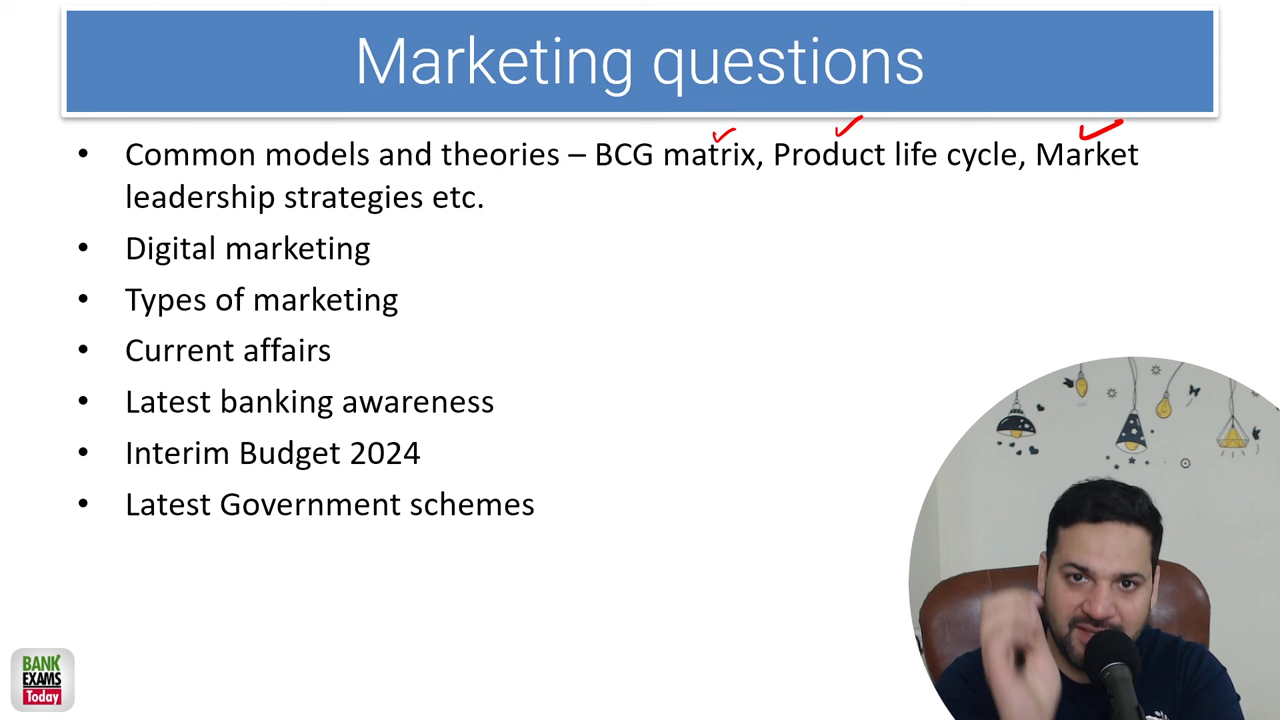 Marketing questions
• Common models and theories – BCG matrix, Product life cycle, Market
leadership strategies etc.
• Digital marketing
• Types of marketing
• Current affairs
• Latest banking awareness
• Interim Budget 2024
• Latest Government schemes
BANK
EXAMS
Today